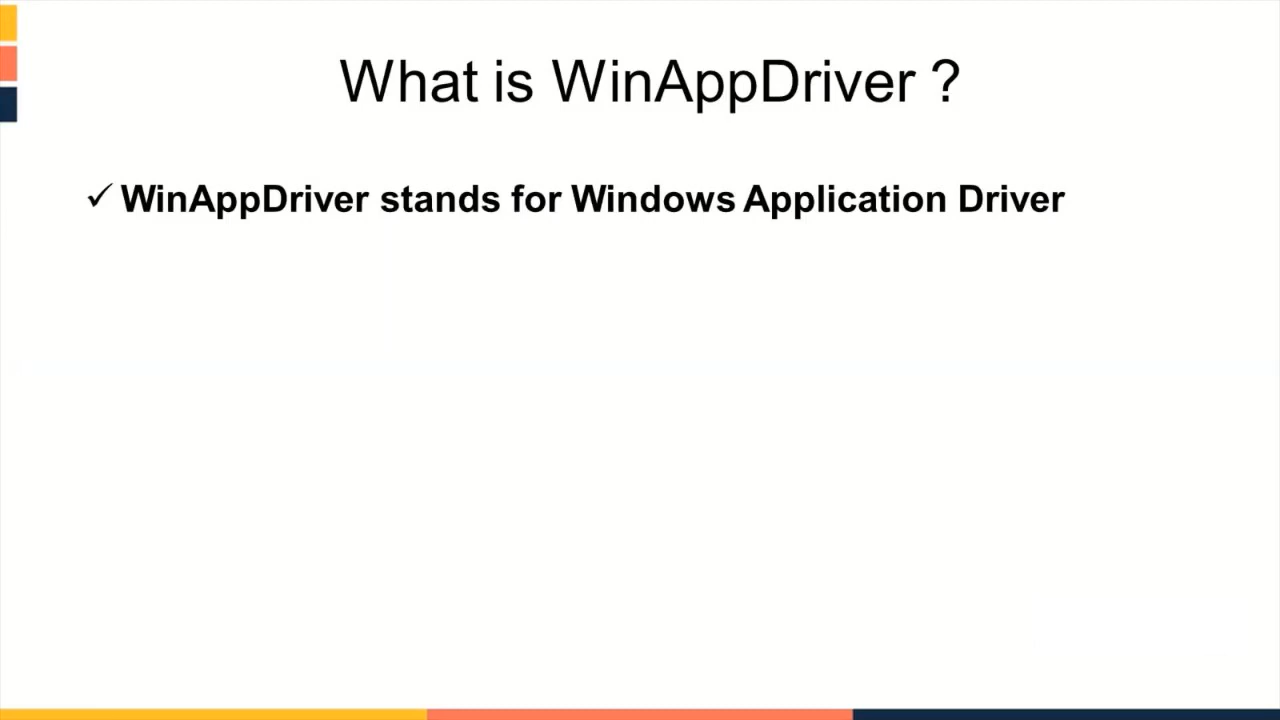 What is WinAppDriver ?
✓ WinAppDriver stands for Windows Application Driver